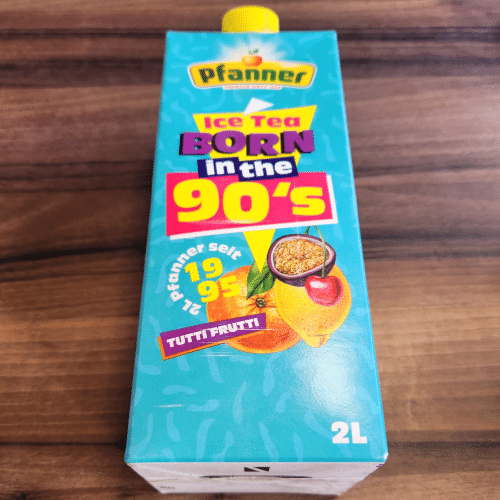 Pfanner
Ice Tea
BORN
in the
90's
2L Pfanner seit
19
95
TUTTI FRUTTI
2L